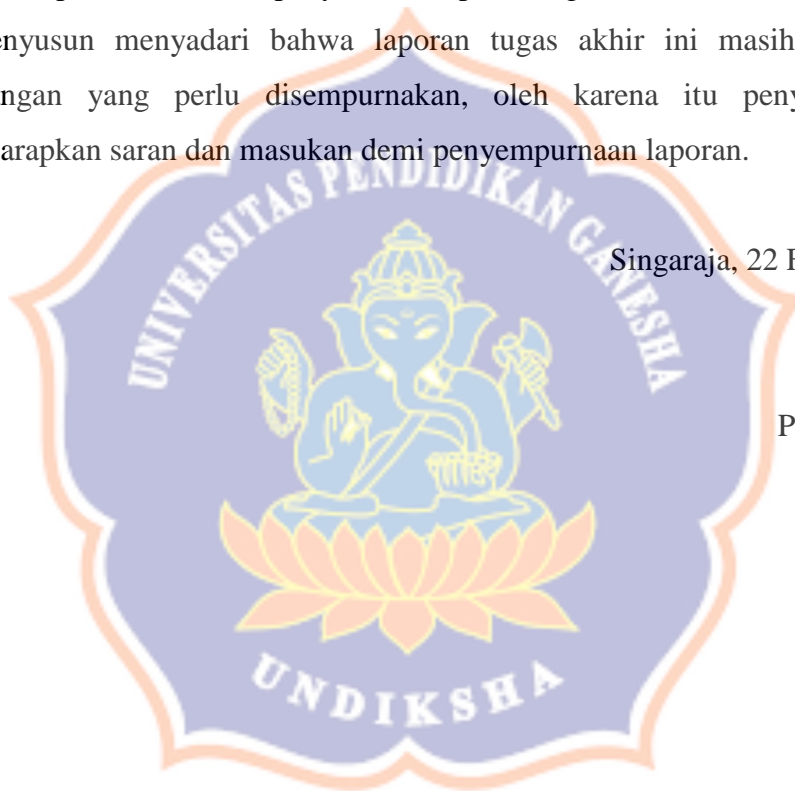 enyusun menyadari bahwa laporan tugas akhir ini masih
ngan yang perlu disempurnakan, oleh karena itu peny
arapkan saran dan masukan demi penyempurnaan laporan.
UNIVERSITAS PENDIDIKAN GANESHA
Singaraja, 22
P
UNDIKSHA